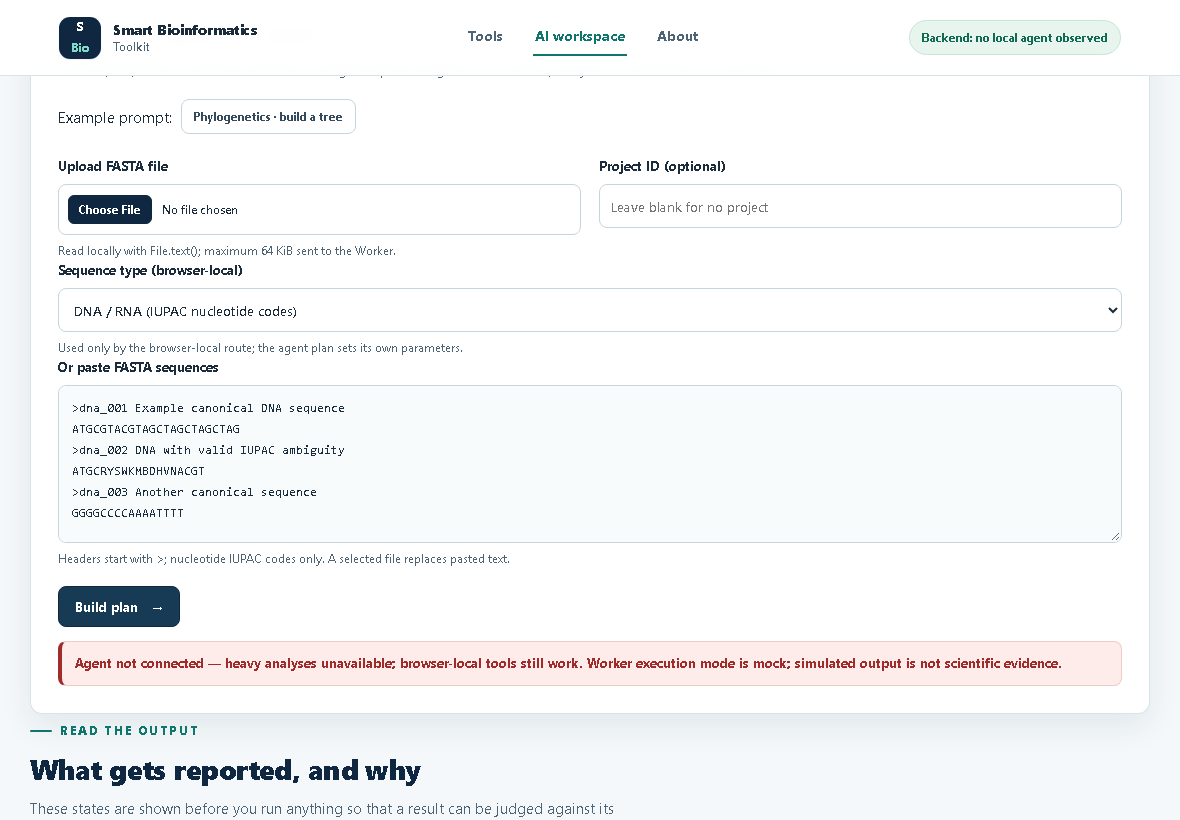 S
Bio
Smart Bioinformatics
Toolkit
Tools
AI workspace
About
Backend: no local agent observed
Example prompt:
Phylogenetics · build a tree
Upload FASTA file
Project ID (optional)
Choose File
No file chosen
Leave blank for no project
Read locally with File.text(); maximum 64 KiB sent to the Worker.
Sequence type (browser-local)
DNA / RNA (IUPAC nucleotide codes)
Used only by the browser-local route; the agent plan sets its own parameters.
Or paste FASTA sequences
>dna_001 Example canonical DNA sequence
ATGCGTACGTAGCTAGCTAGCTAG
>dna_002 DNA with valid IUPAC ambiguity
ATGCRYSWKMBDHVNACGT
>dna_003 Another canonical sequence
GGGGCCCCAAAATTTT
Headers start with >; nucleotide IUPAC codes only. A selected file replaces pasted text.
Build plan →
Agent not connected — heavy analyses unavailable; browser-local tools still work. Worker execution mode is mock; simulated output is not scientific evidence.
READ THE OUTPUT
What gets reported, and why
These states are shown before you run anything so that a result can be judged against its